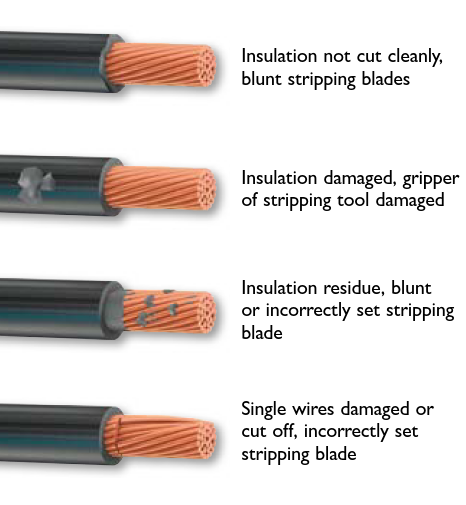 Insulation not cut cleanly,
blunt stripping blades
Insulation damaged, gripper
of stripping tool damaged
Insulation residue, blunt
or incorrectly set stripping
blade
Single wires damaged or
cut off, incorrectly set
stripping blade